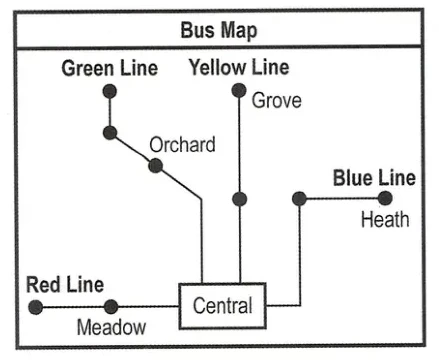 Bus Map
Green Line
Yellow Line
Grove
Orchard
Blue Line
Heath
Red Line
Central
Meadow